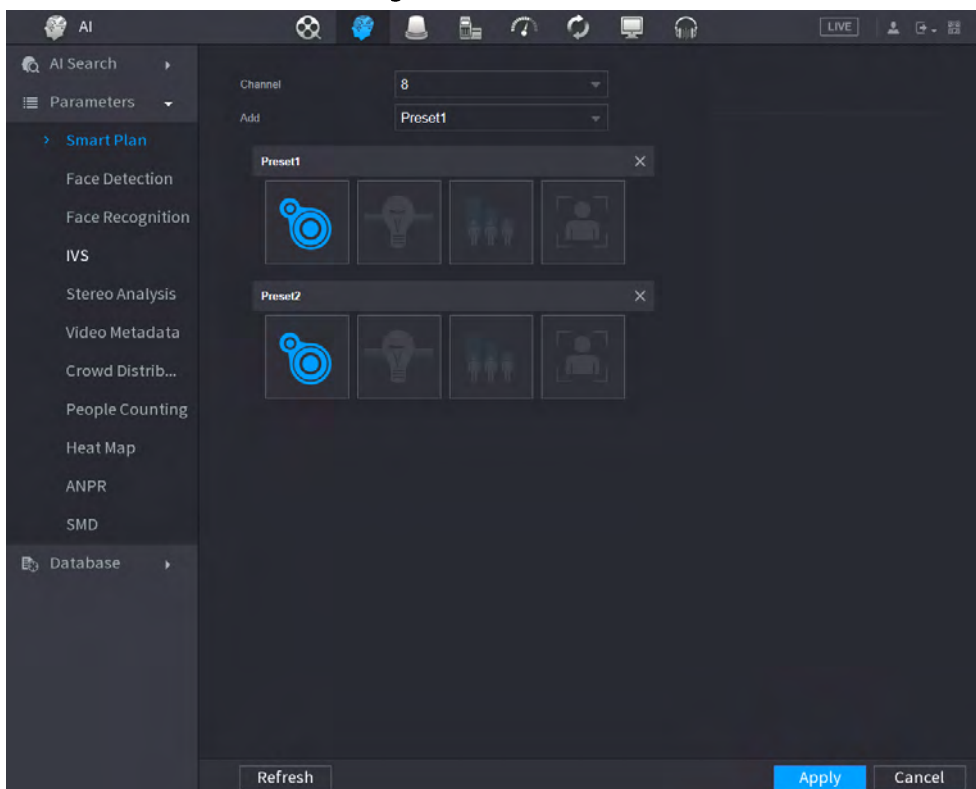 AI
LIVE
AI Search
Parameters
Smart Plan
Face Detection
Face Recognition
IVS
Stereo Analysis
Video Metadata
Crowd Distrib...
People Counting
Heat Map
ANPR
SMD
Database
Channel
8
Add
Preset1
Preset1
Preset2
Refresh
Apply
Cancel